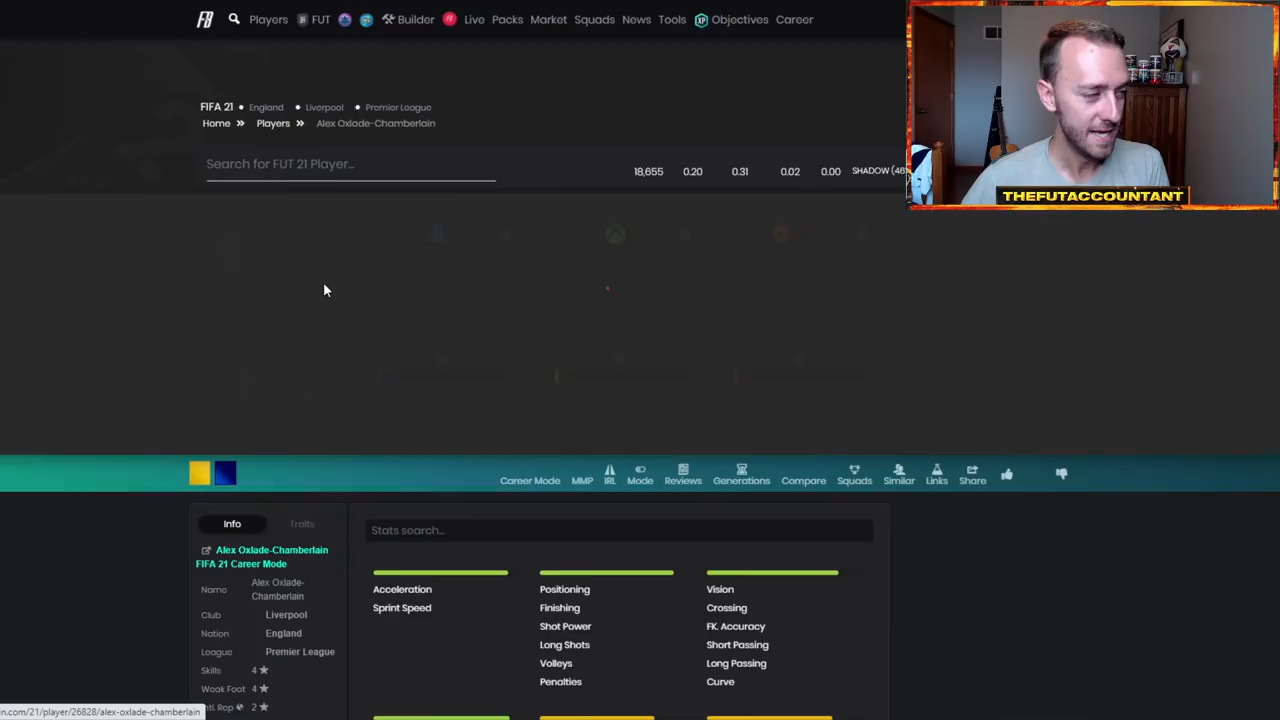 Players FUT Builder Live Packs Market Squads News Tools XP Objectives Career
FIFA 21 England Liverpool Premier League
Home Players Alex Oxlade-Chamberlain
Search for FUT 21 Player...
18,655 0.20 0.31 0.02 0.00 SHADOW
THEFUTACCOUNTANT
Career Mode MMP IRL Mode Reviews Generations Compare Squads Similar Links Share
Info Traits
Stats search...
Alex Oxlade-Chamberlain
FIFA 21 Career Mode
Name Alex Oxlade-
Chamberlain
Club Liverpool
Nation England
League Premier League
Skills 4
Weak Foot 4
Intl. Rep 2
Acceleration
Sprint Speed
Positioning
Finishing
Shot Power
Long Shots
Volleys
Penalties
Vision
Crossing
FK. Accuracy
Short Passing
Long Passing
Curve
in.com/21/player/26828/alex-oxlade-chamberlain